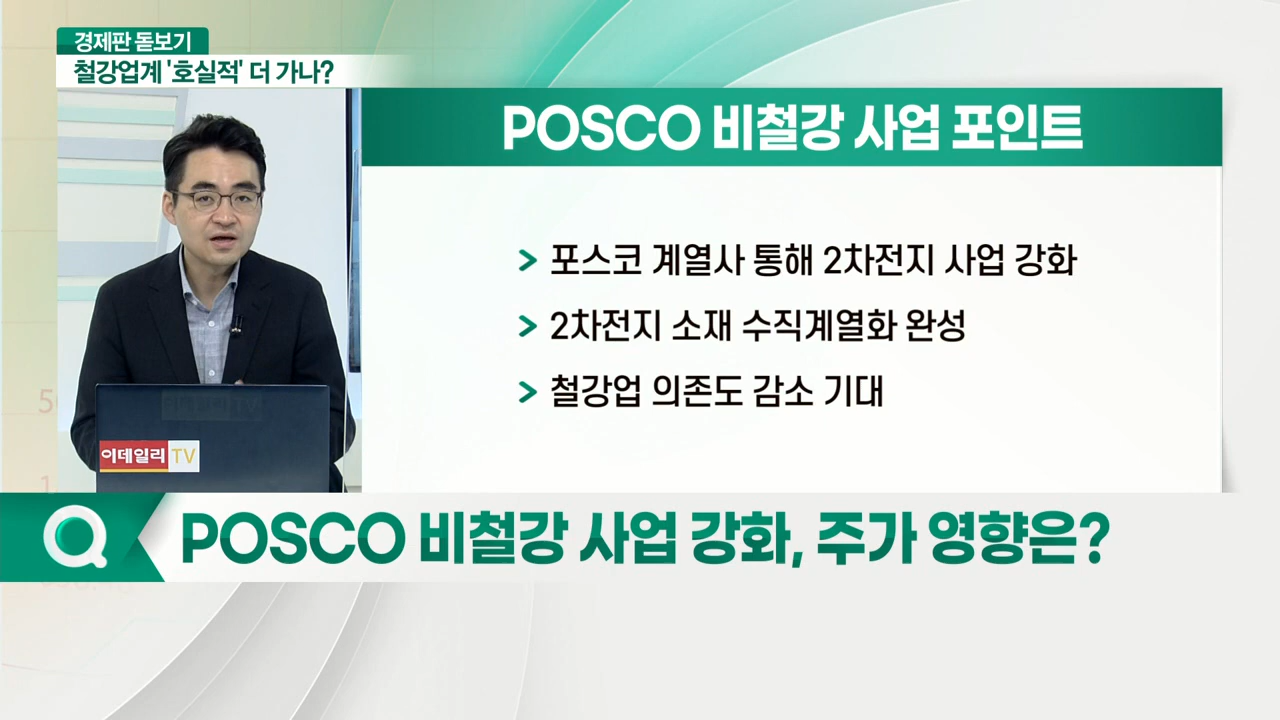 경제판 돋보기
철강업계 '호실적' 더 가나?
POSCO 비철강 사업 포인트
> 포스코 계열사 통해 2차전지 사업 강화
> 2차전지 소재 수직계열화 완성
> 철강업 의존도 감소 기대
이데일리 TV
POSCO 비철강 사업 강화, 주가 영향은?